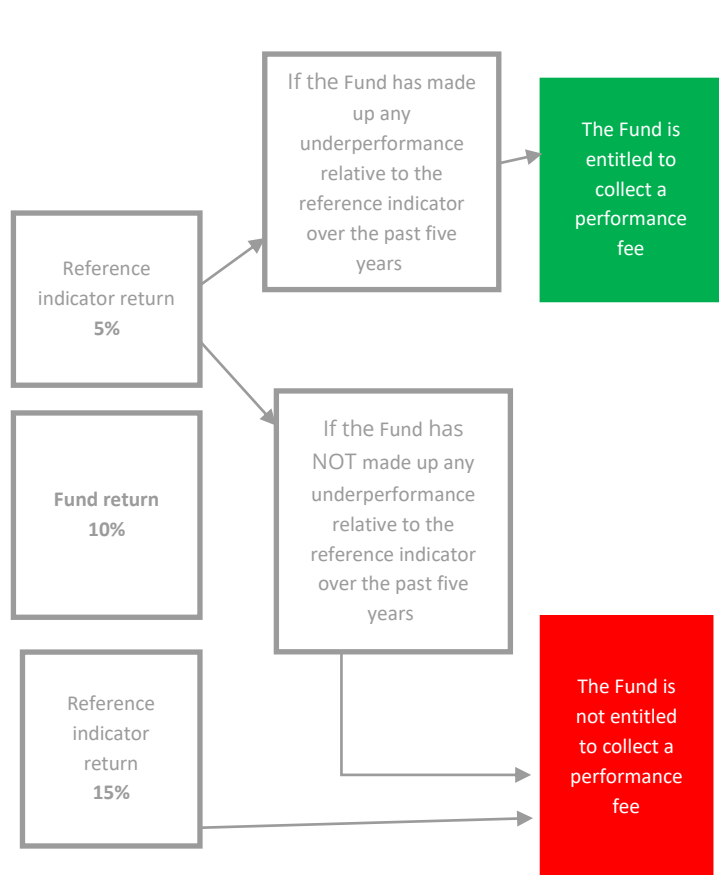 If the Fund has made
up any
underperformance
relative to the
reference indicator
over the past five
years
The Fund is
entitled to
collect a
performance
fee
Reference
indicator return
5%
Fund return
10%
If the Fund has
NOT made up any
underperformance
relative to the
reference indicator
over the past five
years
Reference
indicator
return
15%
The Fund is
not entitled
to collect a
performance
fee